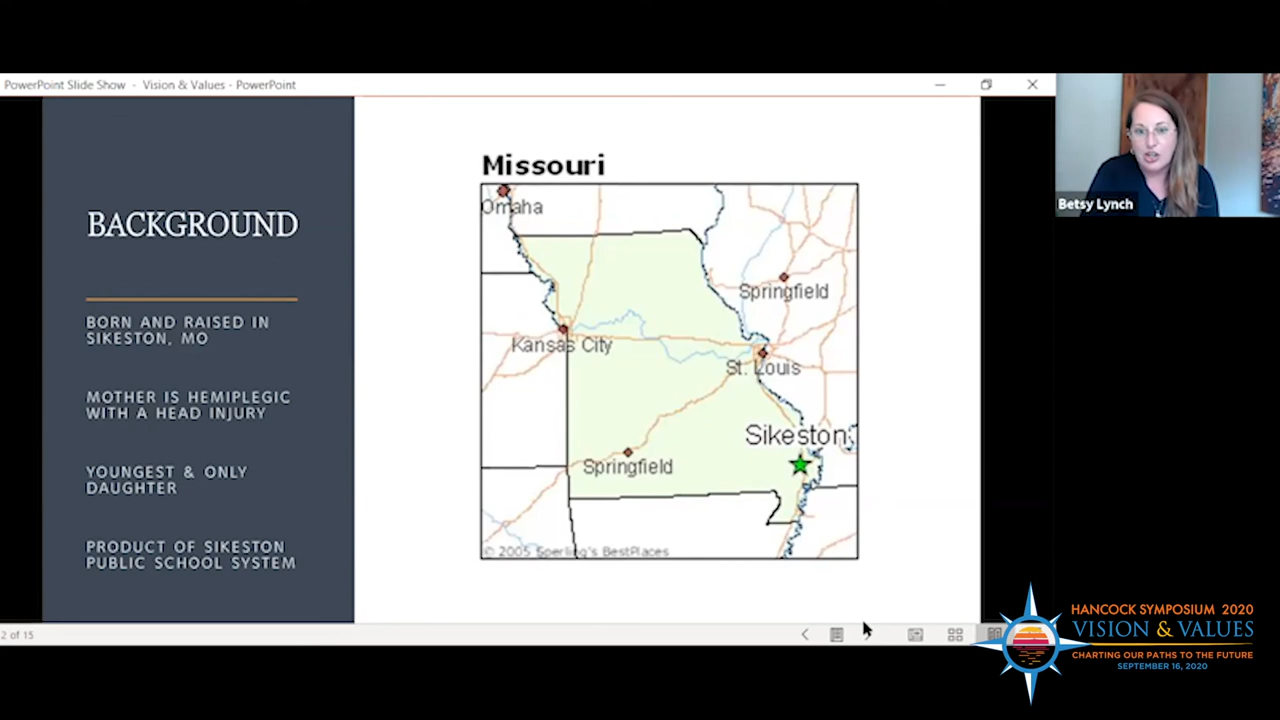 PowerPoint Slide Show - Vision & Values - PowerPoint
BACKGROUND
BORN AND RAISED IN
SIKESTON, MO
MOTHER IS HEMIPLEGIC
WITH A HEAD INJURY
YOUNGEST & ONLY
DAUGHTER
PRODUCT OF SIKESTON
PUBLIC SCHOOL SYSTEM
Missouri
Omaha
Springfield
Kansas City
St. Louis
Sikeston
Springfield
© 2005 Sperling's BestPlaces
2 of 15
Betsy Lynch
HANCOCK SYMPOSIUM 2020
VISION & VALUES
CHARTING OUR PATHS TO THE FUTURE
SEPTEMBER 16, 2020